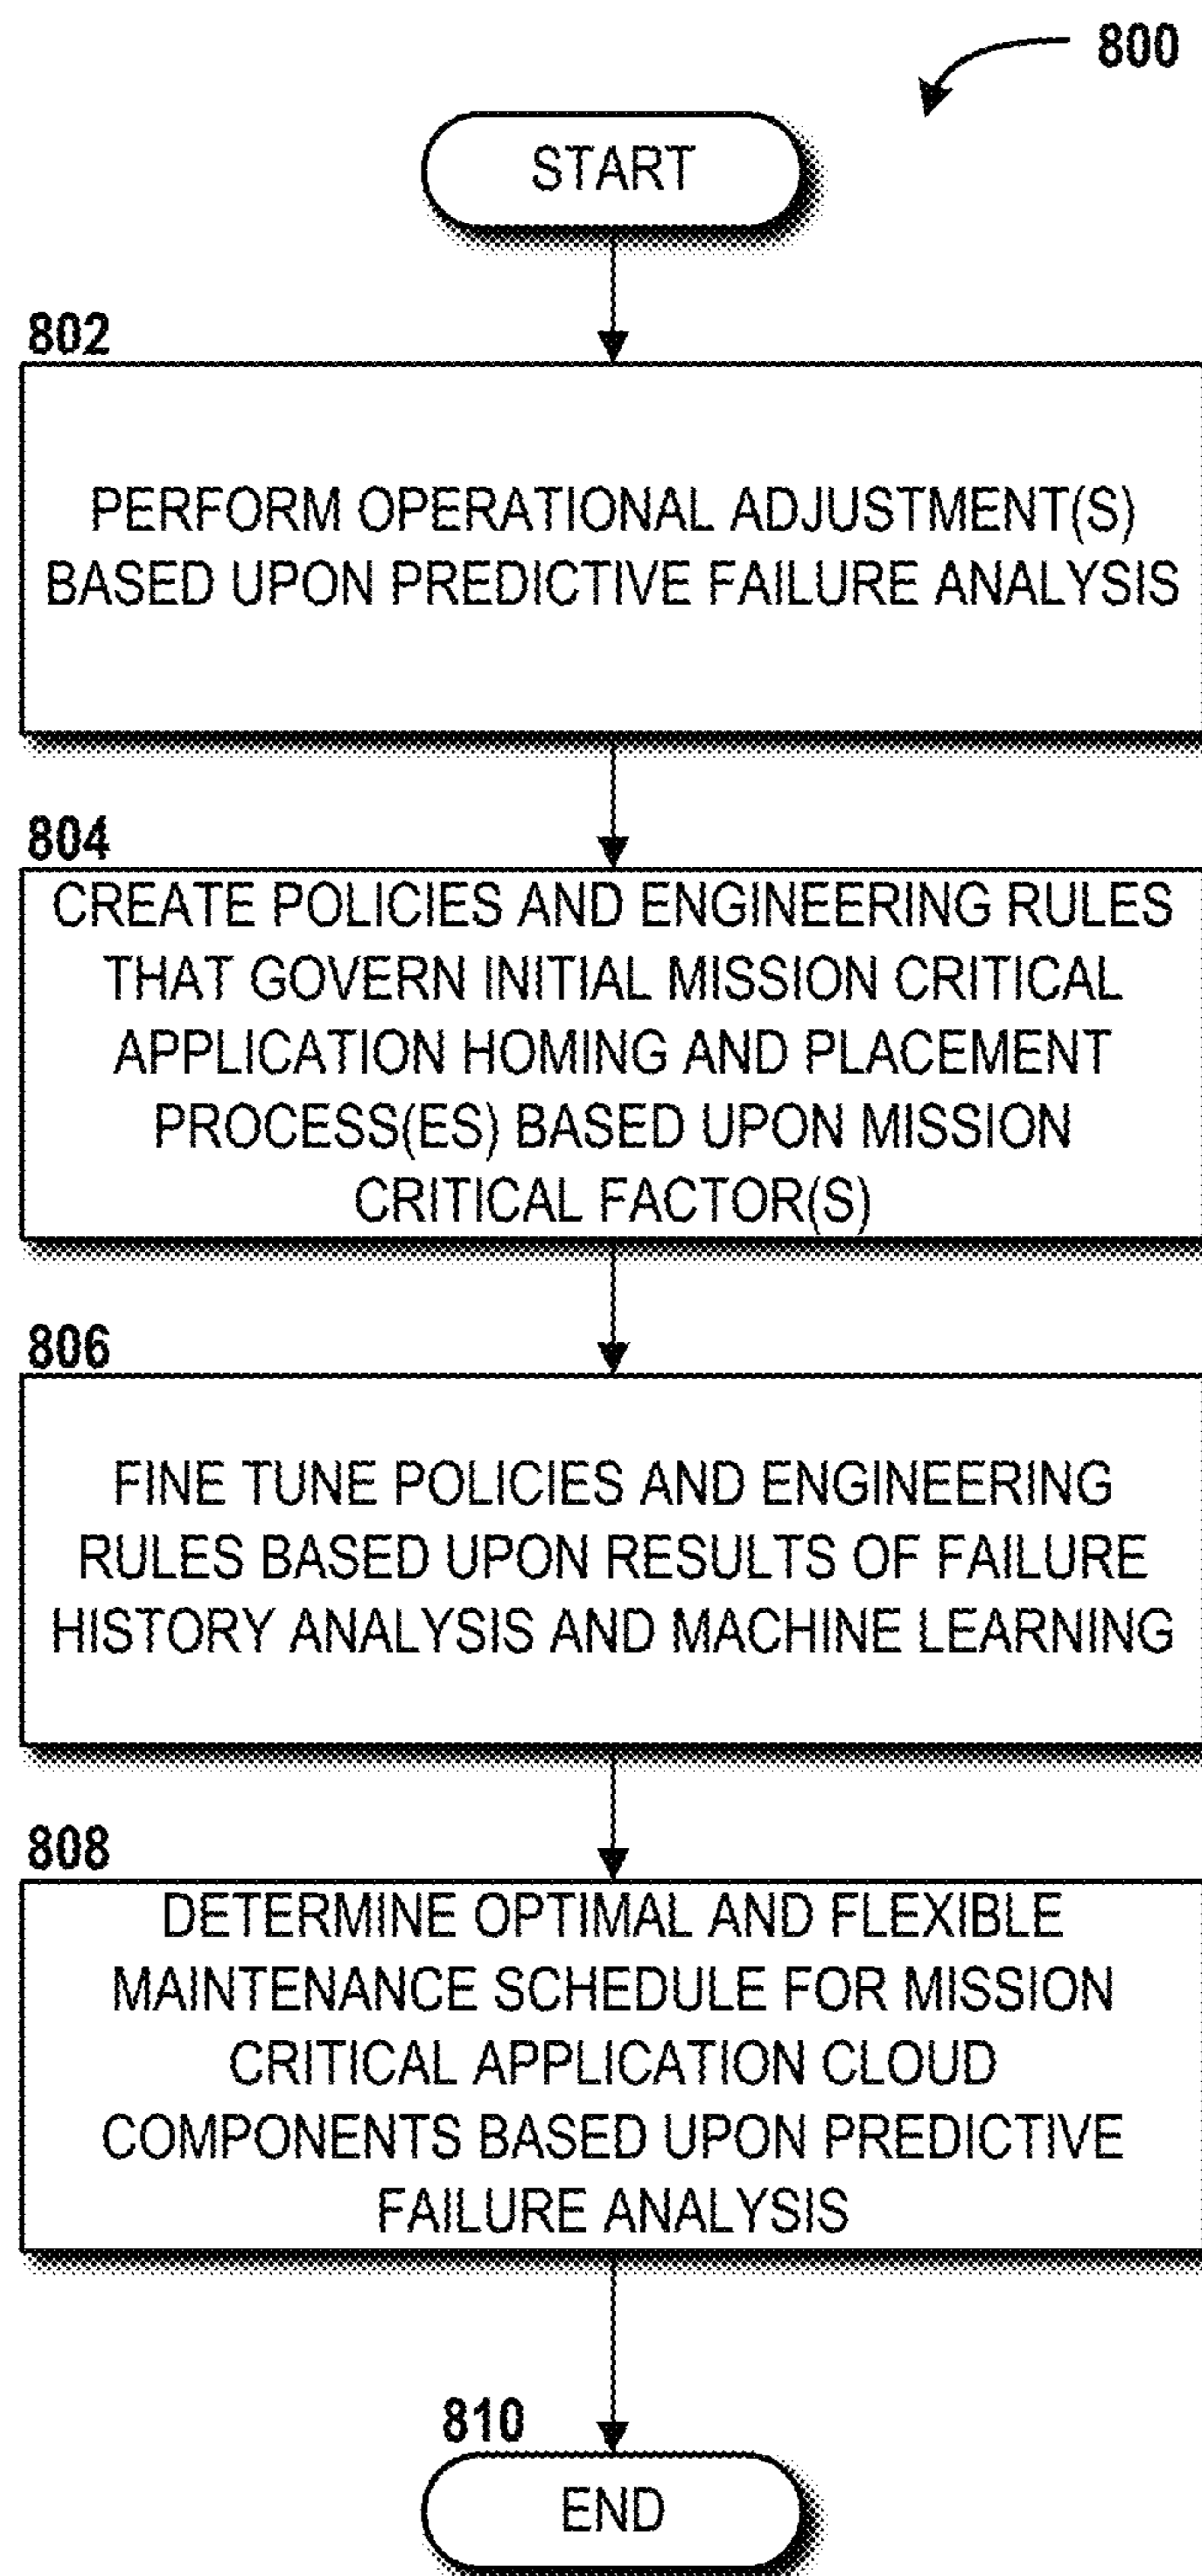 800
START
802
PERFORM OPERATIONAL ADJUSTMENT(S)
BASED UPON PREDICTIVE FAILURE ANALYSIS
804
CREATE POLICIES AND ENGINEERING RULES
THAT GOVERN INITIAL MISSION CRITICAL
APPLICATION HOMING AND PLACEMENT
PROCESS(ES) BASED UPON MISSION
CRITICAL FACTOR(S)
806
FINE TUNE POLICIES AND ENGINEERING
RULES BASED UPON RESULTS OF FAILURE
HISTORY ANALYSIS AND MACHINE LEARNING
808
DETERMINE OPTIMAL AND FLEXIBLE
MAINTENANCE SCHEDULE FOR MISSION
CRITICAL APPLICATION CLOUD
COMPONENTS BASED UPON PREDICTIVE
FAILURE ANALYSIS
810
END